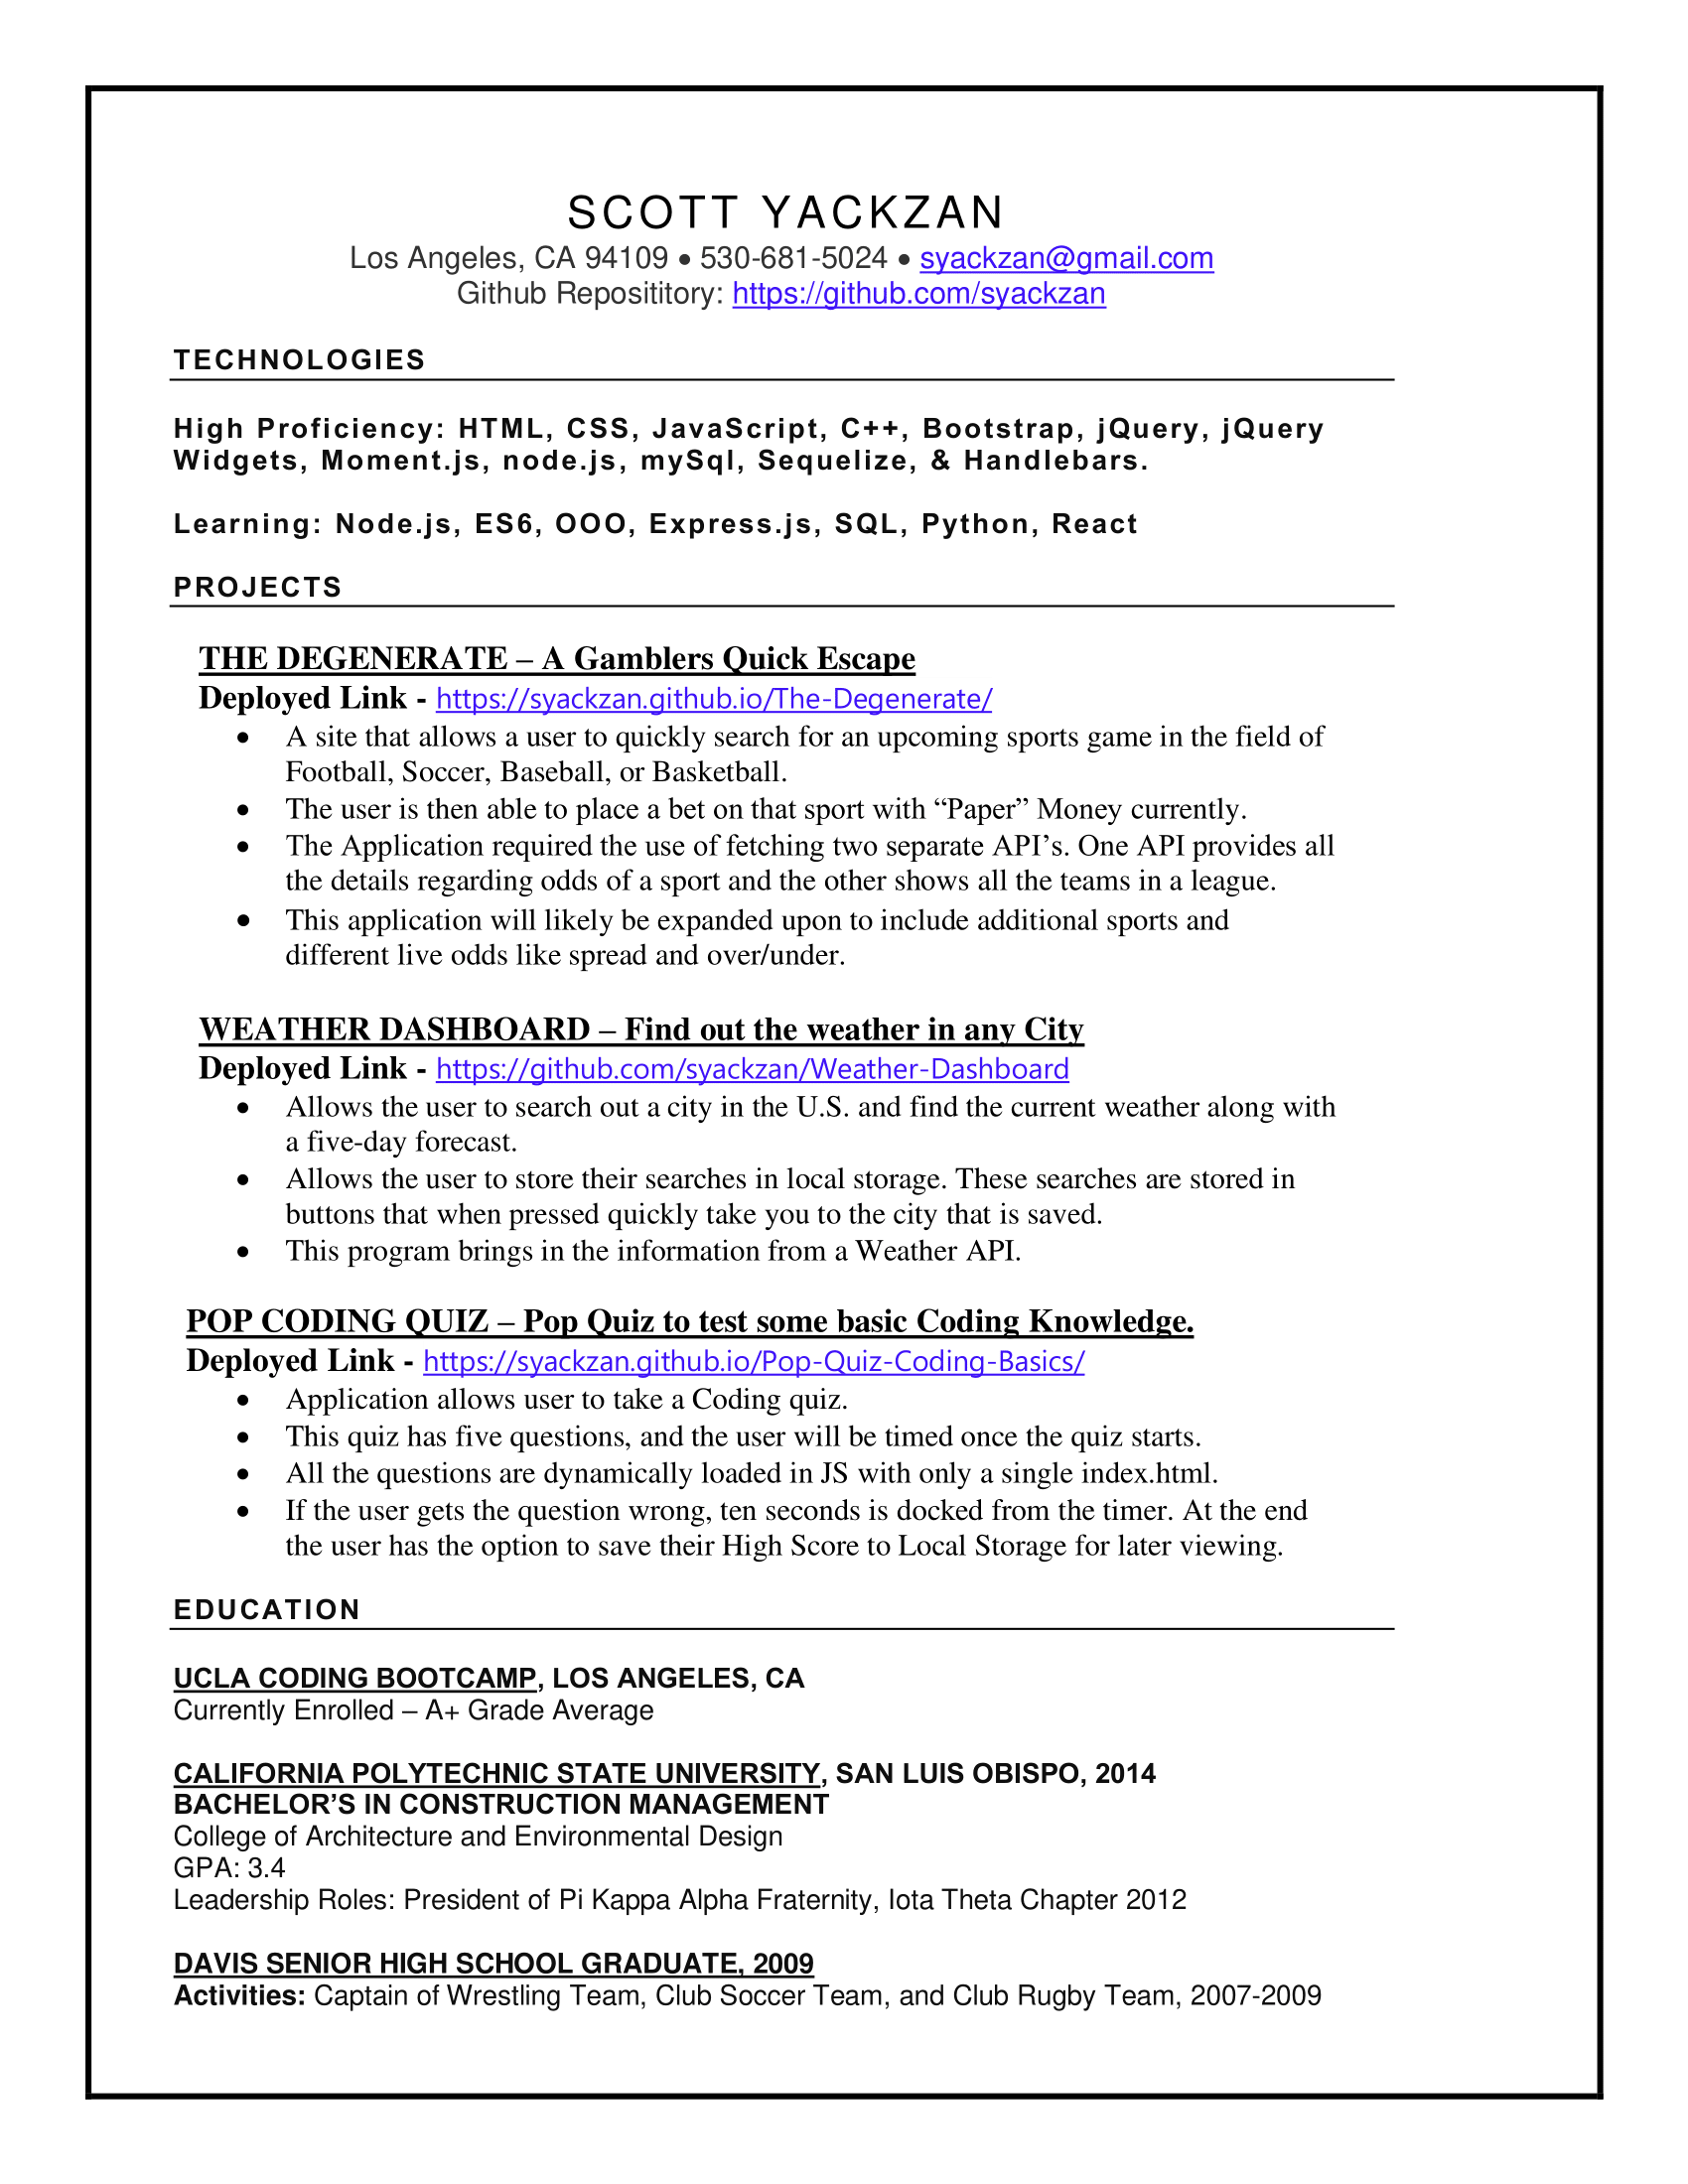 SCOTT YACKZAN
Los Angeles, CA 94109 • 530-681-5024 • syackzan@gmail.com
Github Reposititory: https://github.com/syackzan
TECHNOLOGIES
High Proficiency: HTML, CSS, JavaScript, C++, Bootstrap, jQuery, jQuery
Widgets, Moment.js, node.js, mySql, Sequelize, & Handlebars.
Learning: Node.js, ES6, OOO, Express.js, SQL, Python, React
PROJECTS
THE DEGENERATE – A Gamblers Quick Escape
Deployed Link - https://syackzan.github.io/The-Degenerate/
• A site that allows a user to quickly search for an upcoming sports game in the field of
Football, Soccer, Baseball, or Basketball.
• The user is then able to place a bet on that sport with “Paper” Money currently.
• The Application required the use of fetching two separate API’s. One API provides all
the details regarding odds of a sport and the other shows all the teams in a league.
• This application will likely be expanded upon to include additional sports and
different live odds like spread and over/under.
WEATHER DASHBOARD – Find out the weather in any City
Deployed Link - https://github.com/syackzan/Weather-Dashboard
• Allows the user to search out a city in the U.S. and find the current weather along with
a five-day forecast.
• Allows the user to store their searches in local storage. These searches are stored in
buttons that when pressed quickly take you to the city that is saved.
• This program brings in the information from a Weather API.
POP CODING QUIZ – Pop Quiz to test some basic Coding Knowledge.
Deployed Link - https://syackzan.github.io/Pop-Quiz-Coding-Basics/
• Application allows user to take a Coding quiz.
• This quiz has five questions, and the user will be timed once the quiz starts.
• All the questions are dynamically loaded in JS with only a single index.html.
• If the user gets the question wrong, ten seconds is docked from the timer. At the end
the user has the option to save their High Score to Local Storage for later viewing.
EDUCATION
UCLA CODING BOOTCAMP, LOS ANGELES, CA
Currently Enrolled – A+ Grade Average
CALIFORNIA POLYTECHNIC STATE UNIVERSITY, SAN LUIS OBISPO, 2014
BACHELOR’S IN CONSTRUCTION MANAGEMENT
College of Architecture and Environmental Design
GPA: 3.4
Leadership Roles: President of Pi Kappa Alpha Fraternity, Iota Theta Chapter 2012
DAVIS SENIOR HIGH SCHOOL GRADUATE, 2009
Activities: Captain of Wrestling Team, Club Soccer Team, and Club Rugby Team, 2007-2009